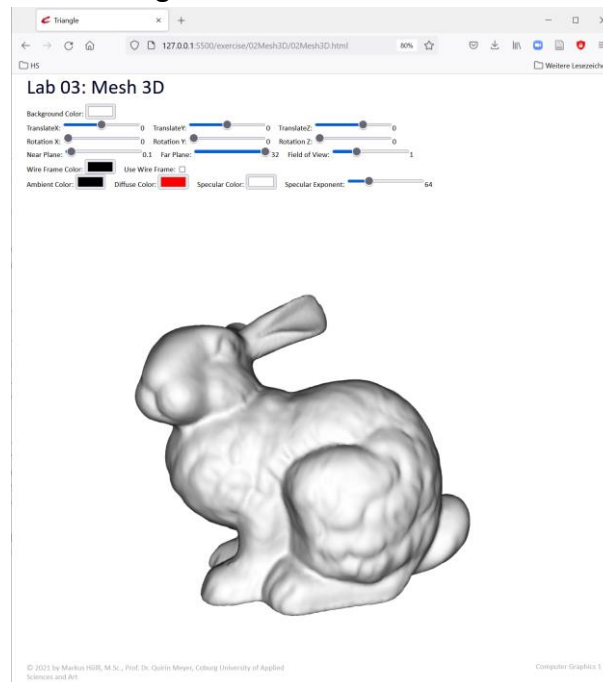 Triangle
127.0.0.1:5500/exercise/02Mesh3D/02Mesh3D.html 80%
HS Weitere Lesezeichen
Lab 03: Mesh 3D
Background Color:
TranslateX: 0 TranslateY: 0 TranslateZ: 0
Rotation X: 0 Rotation Y: 0 Rotation Z: 0
Near Plane: 0.1 Far Plane: 32 Field of View: 1
Wire Frame Color: Use Wire Frame:
Ambient Color: Diffuse Color: Specular Color: Specular Exponent: 64
© 2021 by Markus M.Sc., Prof. Dr. Quirin Meyer, Coburg University of Applied
Sciences and Art
Computer Graphics 1